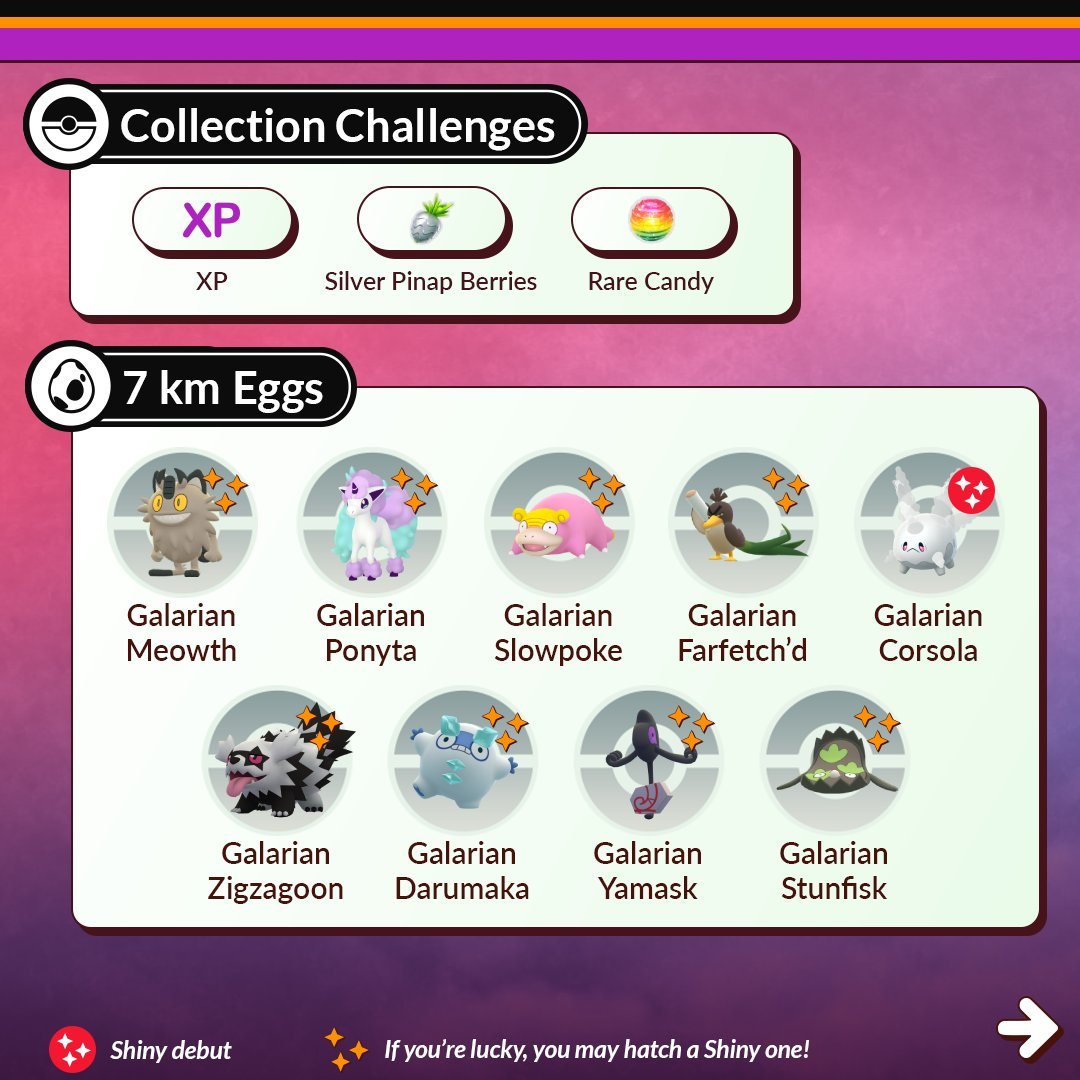 Collection Challenges
XP
XP
Silver Pinap Berries
Rare Candy
7 km Eggs
Galarian
Meowth
Galarian
Ponyta
Galarian
Slowpoke
Galarian
Farfetch’d
Galarian
Corsola
Galarian
Zigzagoon
Galarian
Darumaka
Galarian
Yamask
Galarian
Stunfisk
Shiny debut
If you’re lucky, you may hatch a Shiny one!